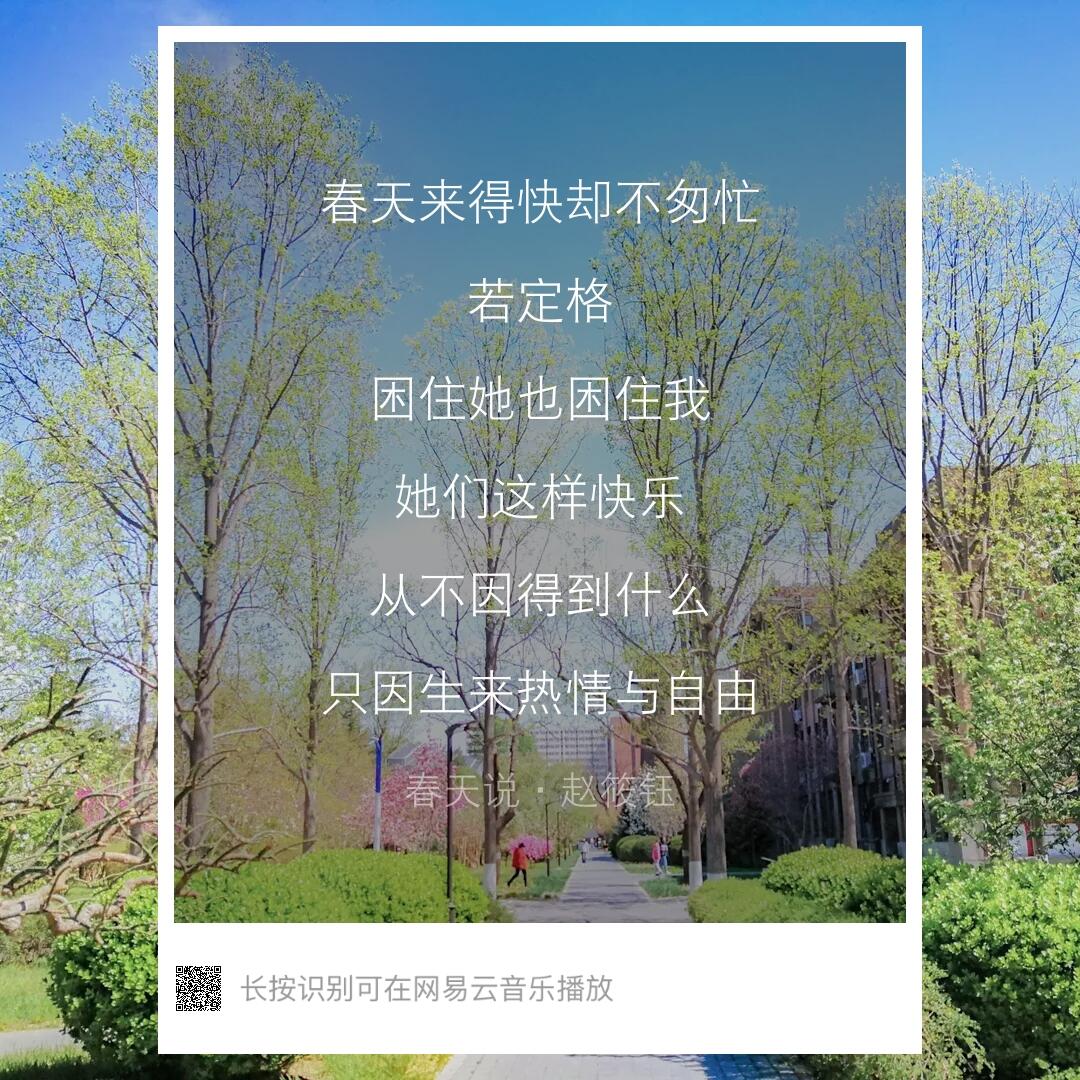 春天来得快却不匆忙
若定格
困住她也困住我
她们这样快乐
从不因得到什么
只因生来热情与自由
春天说 · 赵筱钰
长按识别可在网易云音乐播放